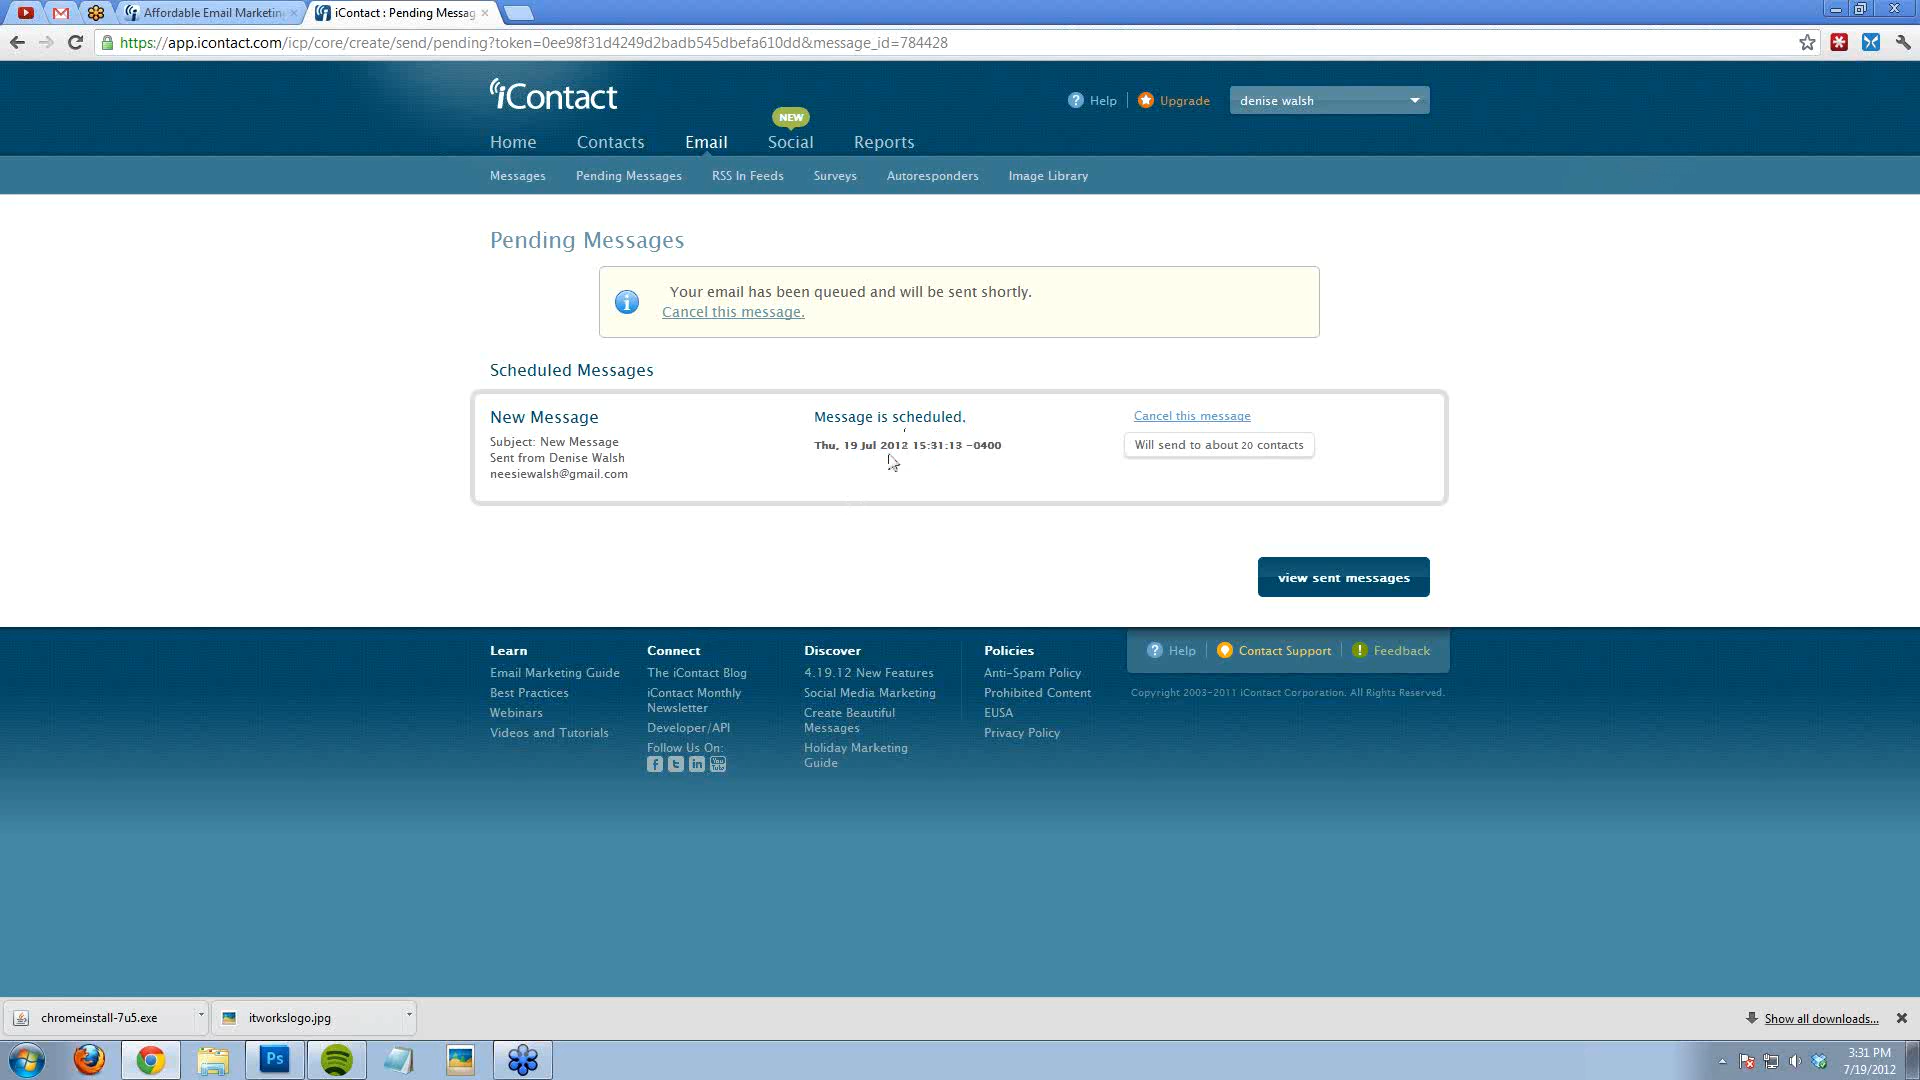 Affordable Email Marketing
iContact : Pending Messag
https://app.icontact.com/icp/core/create/send/pending?token=0ee98f31d4249d2badb545dbefa610dd&message_id=784428
iContact
Help
Upgrade
denise walsh
NEW
Home
Contacts
Email
Social
Reports
Messages
Pending Messages
RSS In Feeds
Surveys
Autoresponders
Image Library
Pending Messages
Your email has been queued and will be sent shortly.
Cancel this message.
Scheduled Messages
New Message
Subject: New Message
Sent from Denise Walsh
neesiewalsh@gmail.com
Message is scheduled.
Thu, 19 Jul 2012 15:31:13 -0400
Cancel this message
Will send to about 20 contacts
view sent messages
Learn
Email Marketing Guide
Best Practices
Webinars
Videos and Tutorials
Connect
The iContact Blog
iContact Monthly
Newsletter
Developer/API
Follow Us On:
Discover
4.19.12 New Features
Social Media Marketing
Create Beautiful
Messages
Holiday Marketing
Guide
Policies
Anti-Spam Policy
Prohibited Content
EUSA
Privacy Policy
Help
Contact Support
Feedback
Copyright 2003-2011 iContact Corporation. All Rights Reserved.
chromeinstall-7u5.exe
itworkslogo.jpg
Show all downloads...
Ps
3:31 PM
7/19/2012